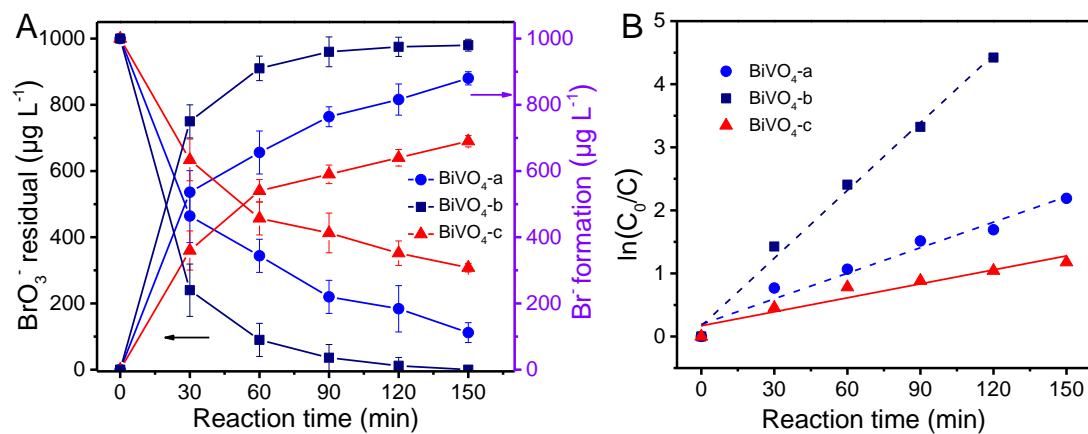 A
BrO₃⁻ residual (μg L⁻¹)
1000
800
600
400
200
0
0 30 60 90 120 150
Reaction time (min)
BiVO₄-a
BiVO₄-b
BiVO₄-c
1000
800
600
400
200
0
Br⁻ formation (μg L⁻¹)
B
ln(C₀/C)
5
4
3
2
1
0
0 30 60 90 120 150
Reaction time (min)
BiVO₄-a
BiVO₄-b
BiVO₄-c